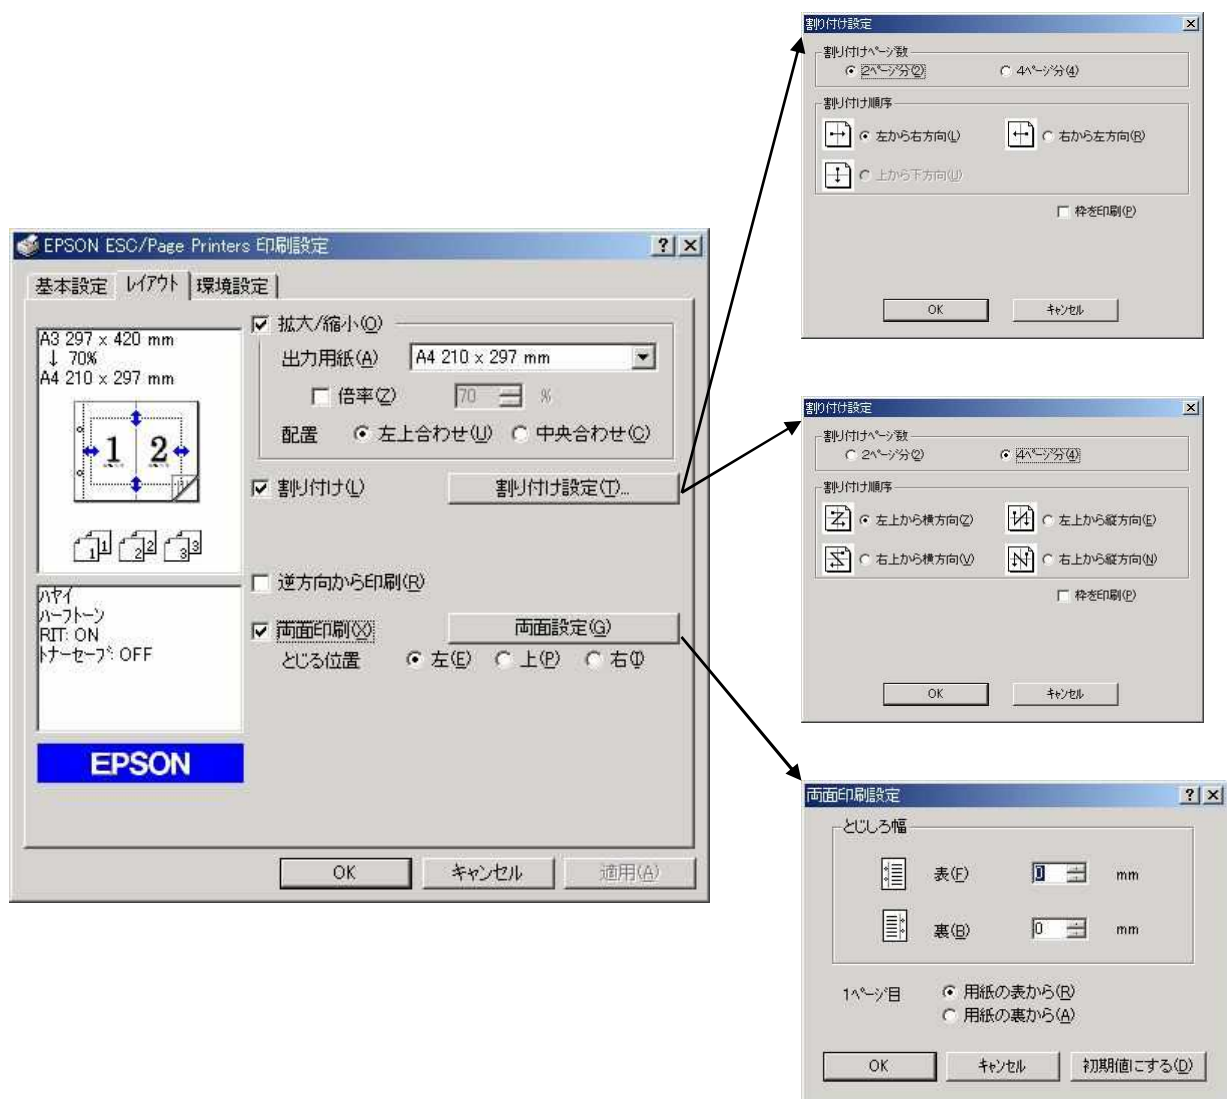 EPSON ESC/Page Printers 印刷設定
基本設定 レイアウト 環境設定
A3 297 x 420 mm
↓ 70%
A4 210 x 297 mm
1 2
1 1 2 2 3 3
ハヤイ
ハーフトーン
RIT: ON
トナーセーブ: OFF
EPSON
拡大/縮小(O)
出力用紙(A) A4 210 x 297 mm
倍率(Z) 70 %
配置 左上合わせ(U) 中央合わせ(C)
割り付け(L) 割り付け設定(T)...
逆方向から印刷(R)
両面印刷(X) 両面設定(G)
とじる位置 左(E) 上(P) 右(I)
OK キャンセル 適用(A)
割り付け設定
割り付けページ数
2ページ分(2) 4ページ分(4)
割り付け順序
左から右方向(L) 右から左方向(R)
上から下方向(U)
枠を印刷(P)
OK キャンセル
割り付け設定
割り付けページ数
2ページ分(2) 4ページ分(4)
割り付け順序
左上から横方向(Z) 左上から縦方向(E)
右上から横方向(V) 右上から縦方向(N)
枠を印刷(P)
OK キャンセル
両面印刷設定
とじしろ幅
表(F) 0 mm
裏(B) 0 mm
1ページ目 用紙の表から(R)
用紙の裏から(A)
OK キャンセル 初期値にする(D)